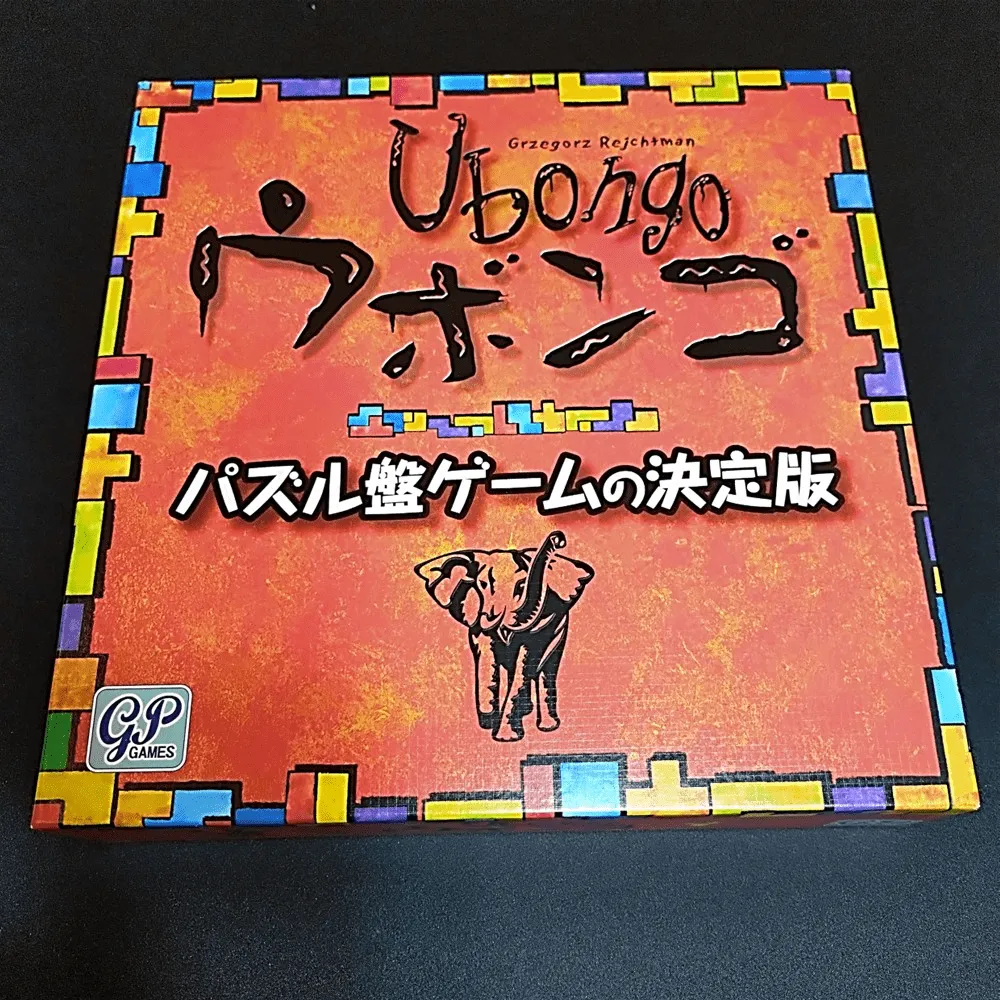 Grzegorz Rejchtman
Ubongo
ウボンゴ
パズル盤ゲームの決定版
GP
GAMES